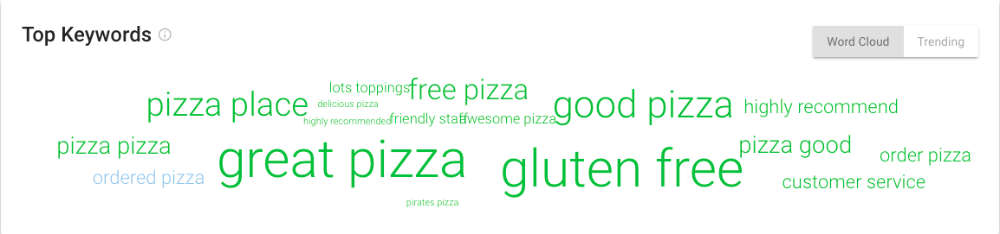 Top Keywords
Word Cloud
Trending
lots toppings
free pizza
pizza place
delicious pizza
good pizza
highly recommend
highly recommended
friendly staff
awesome pizza
pizza pizza
great pizza
gluten free
pizza good
order pizza
ordered pizza
customer service
pirates pizza